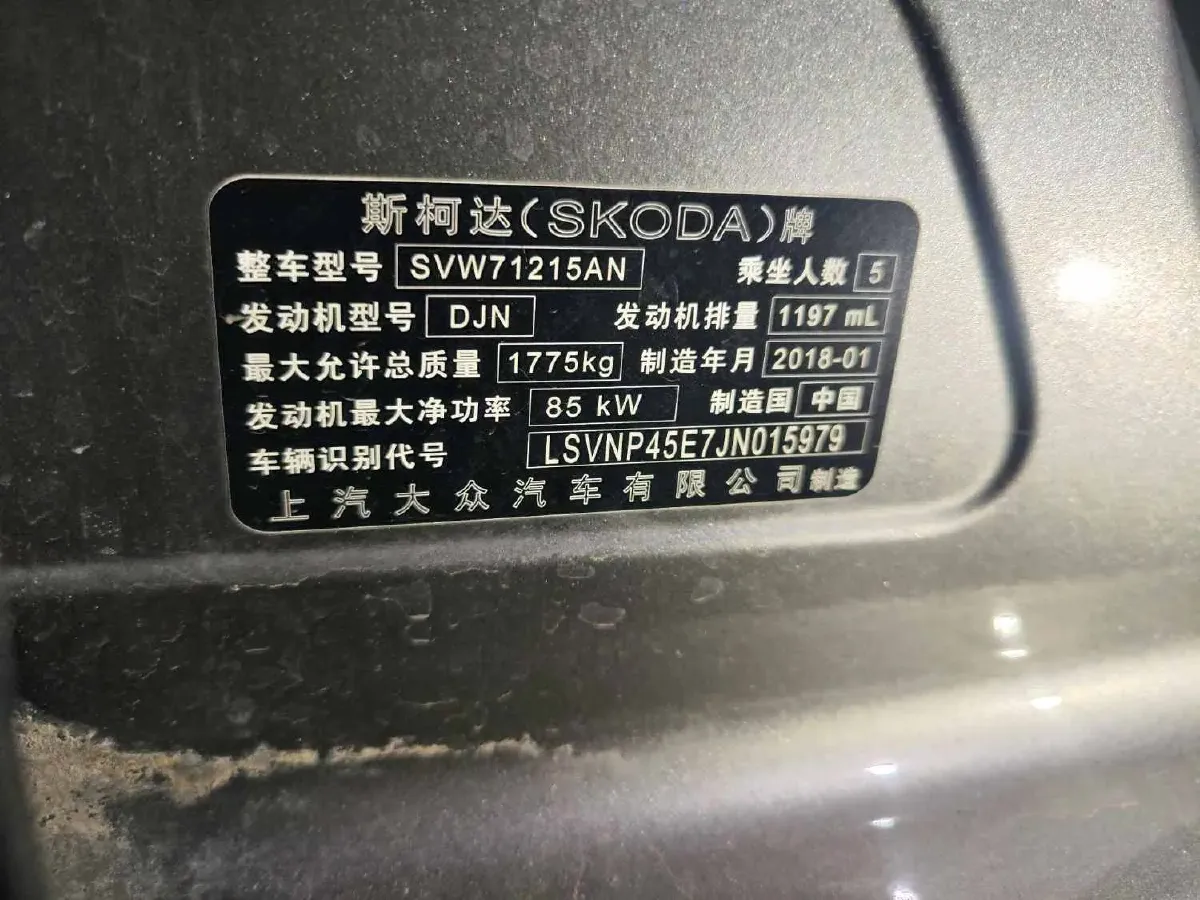 斯柯达(SKODA)牌
整车型号 SVW71215AN 乘坐人数 5
发动机型号 DJN 发动机排量 1197 mL
最大允许总质量 1775kg 制造年月 2018-01
发动机最大净功率 85 kW 制造国 中国
车辆识别代号 LSVNP45E7JN015979
上汽大众汽车有限公司制造